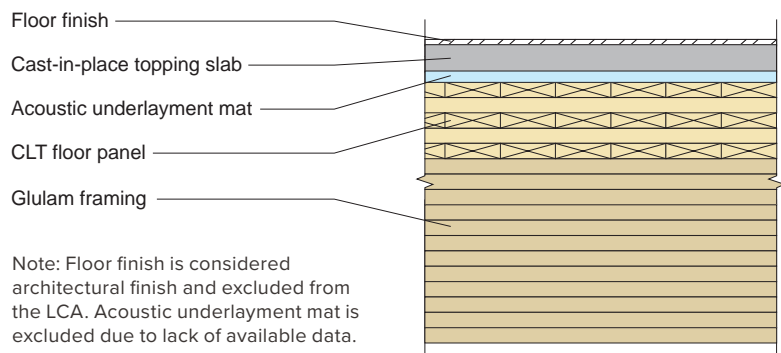 Floor finish
Cast-in-place topping slab
Acoustic underlayment mat
CLT floor panel
Glulam framing
Note: Floor finish is considered
architectural finish and excluded from
the LCA. Acoustic underlayment mat is
excluded due to lack of available data.